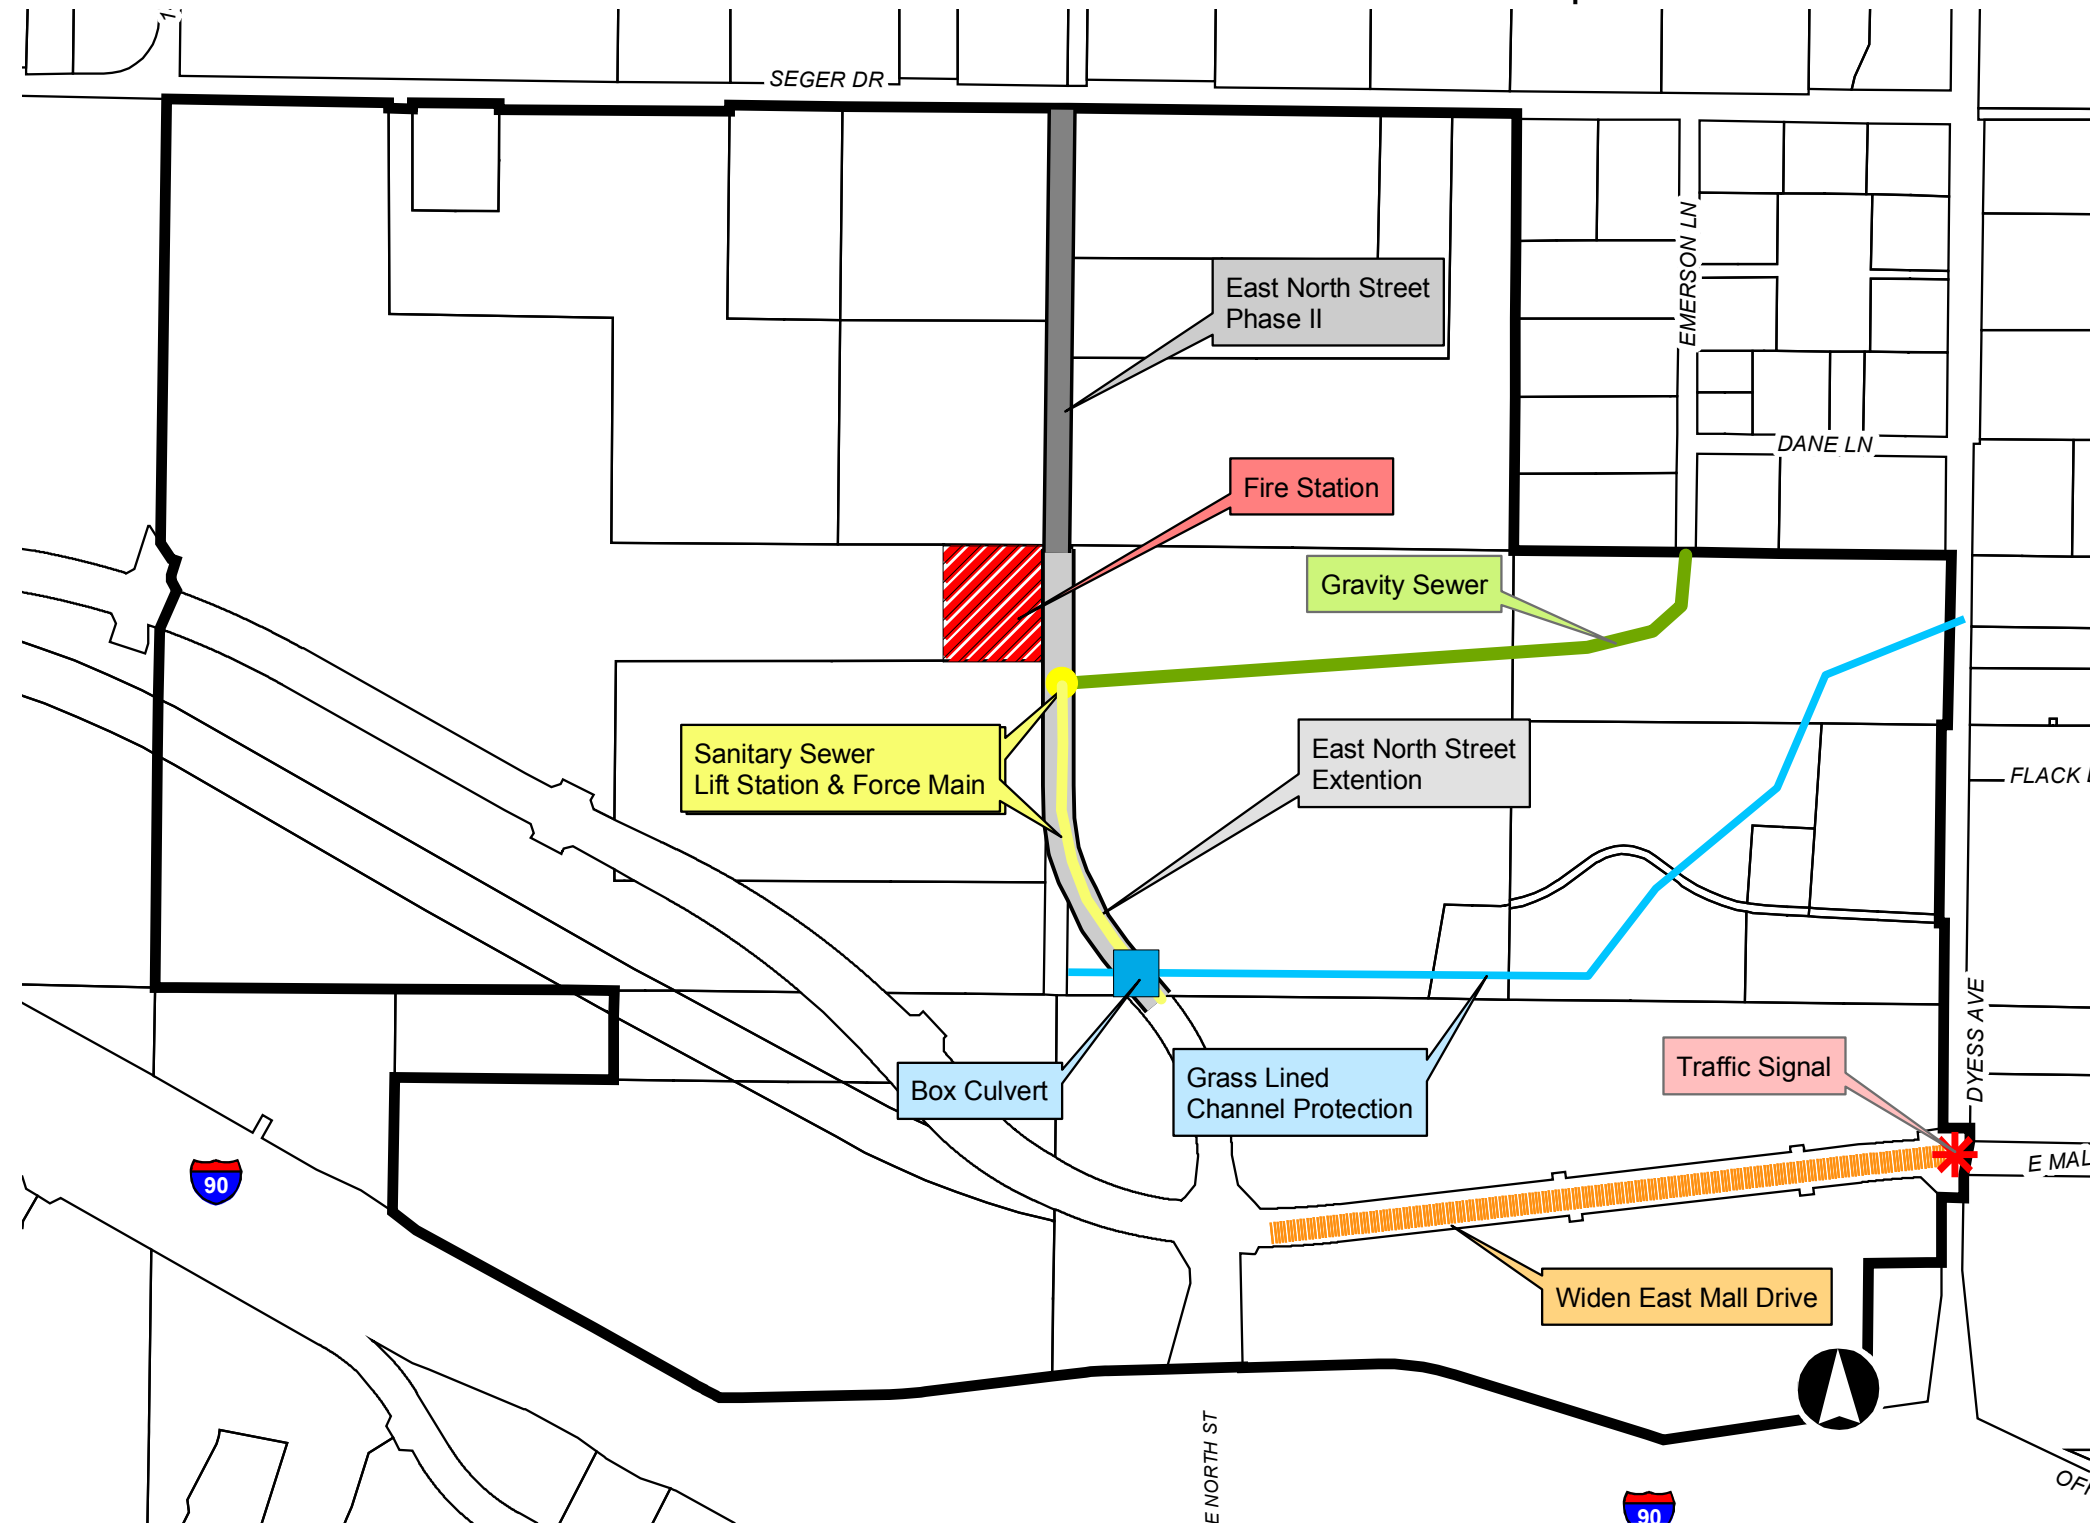 SEGER DR
EMERSON LN
East North Street
Phase II
DANE LN
Fire Station
Gravity Sewer
Sanitary Sewer
Lift Station & Force Main
East North Street
Extention
FLACK
DYESS AVE
Traffic Signal
Box Culvert
Grass Lined
Channel Protection
E MAL
90
Widen East Mall Drive
E NORTH ST
90